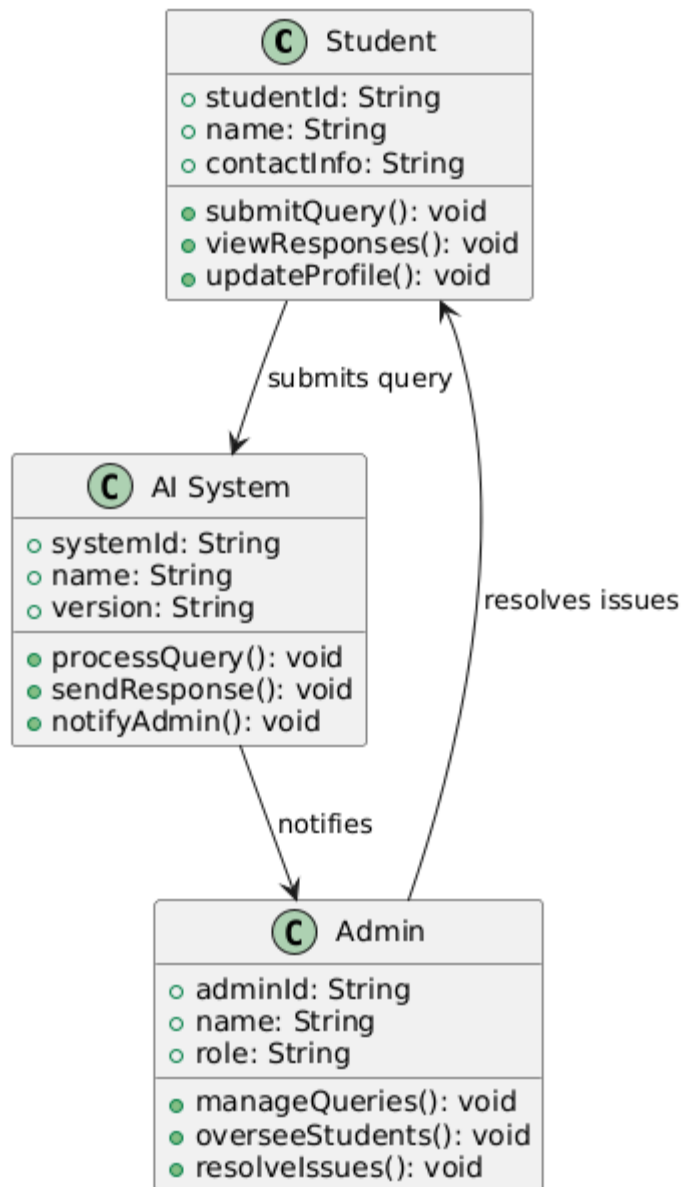 C Student
studentId: String
name: String
contactInfo: String
submitQuery(): void
viewResponses(): void
updateProfile(): void
submits query
C AI System
systemId: String
name: String
version: String
processQuery(): void
sendResponse(): void
notifyAdmin(): void
resolves issues
notifies
C Admin
adminId: String
name: String
role: String
manageQueries(): void
overseeStudents(): void
resolveIssues(): void